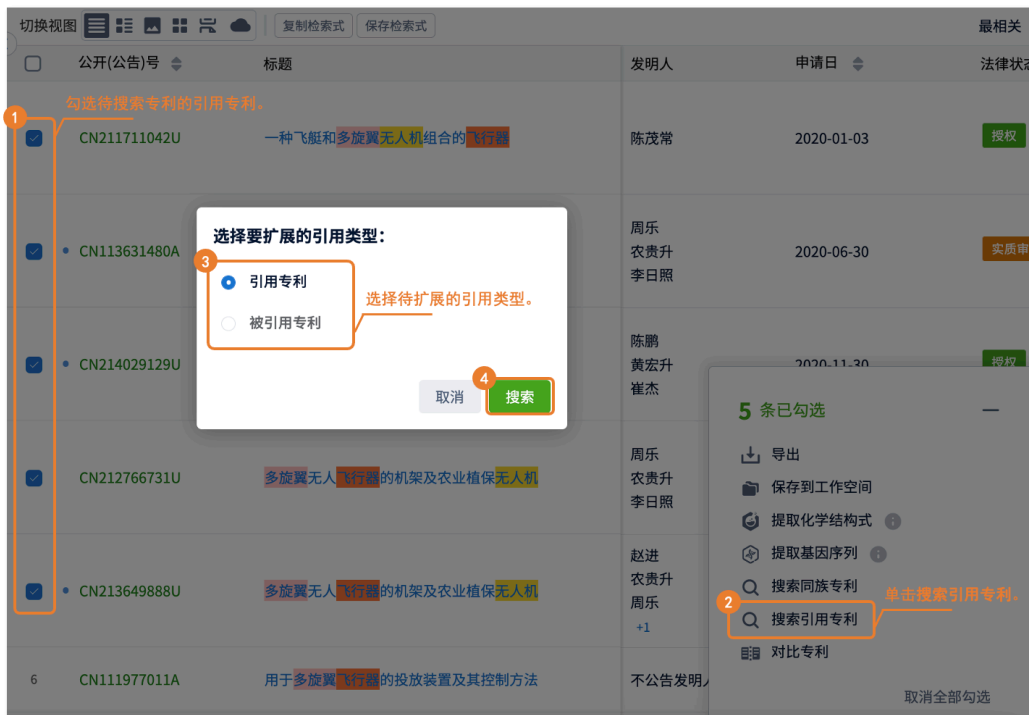 切换视图 复制检索式 保存检索式 最相关
公开(公告)号 标题 发明人 申请日 法律状态
1 勾选待搜索专利的引用专利。
CN211711042U 一种飞艇和多旋翼无人机组合的飞行器 陈茂常 2020-01-03 授权
周乐
CN113631480A 农贵升 2020-06-30 实质审
李日照
选择要扩展的引用类型：
3
引用专利
选择待扩展的引用类型。
被引用专利
陈鹏
CN214029129U 黄宏升 2020-11-30 授权
崔杰
4
取消 搜索
5 条已勾选
导出
周乐
CN212766731U 多旋翼无人飞行器的机架及农业植保无人机 农贵升
李日照
保存到工作空间
提取化学结构式
提取基因序列
赵进
农贵升
CN213649888U 多旋翼无人飞行器的机架及农业植保无人机
周乐
+1
搜索同族专利
单击搜索引用专利。
2
搜索引用专利
对比专利
6 CN111977011A 用于多旋翼飞行器的投放装置及其控制方法 不公告发明人
取消全部勾选